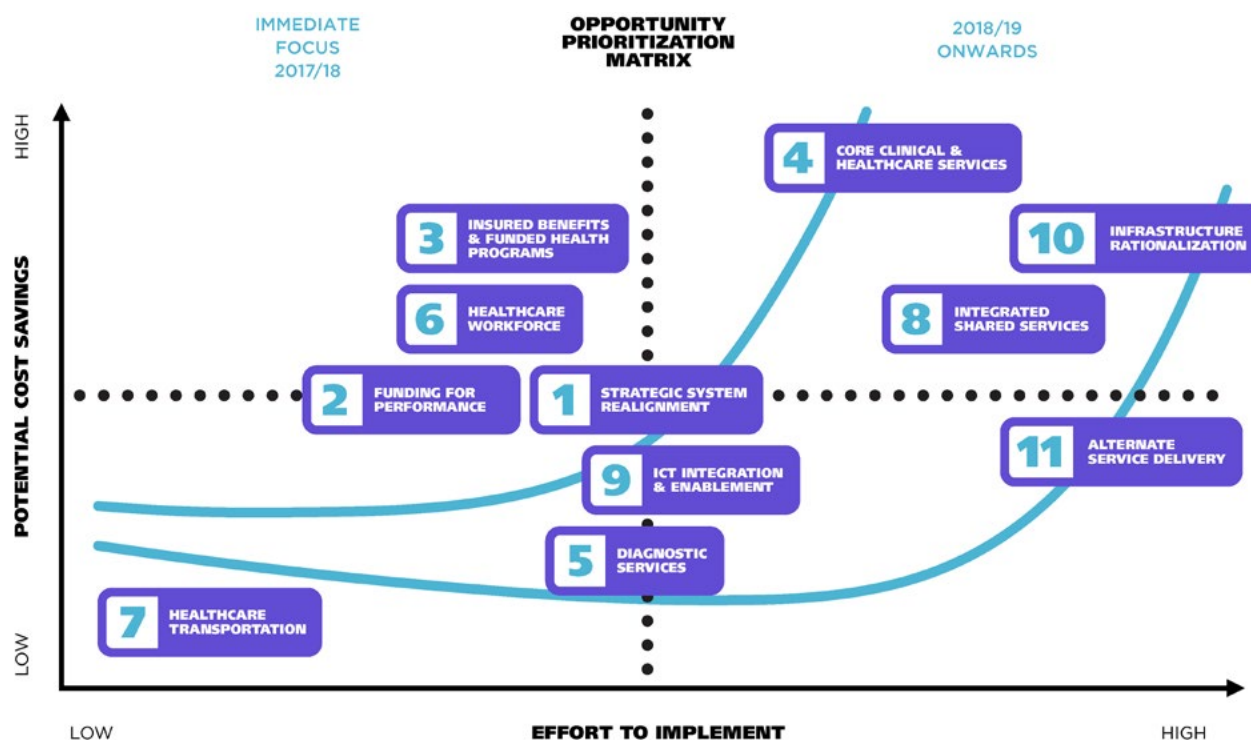 IMMEDIATE
FOCUS
2017/18
OPPORTUNITY
PRIORITIZATION
MATRIX
2018/19
ONWARDS
HIGH
POTENTIAL COST SAVINGS
LOW
4
CORE CLINICAL &
HEALTHCARE SERVICES
3
INSURED BENEFITS
& FUNDED HEALTH
PROGRAMS
10
INFRASTRUCTURE
RATIONALIZATION
6
HEALTHCARE
WORKFORCE
8
INTEGRATED
SHARED SERVICES
2
FUNDING FOR
PERFORMANCE
1
STRATEGIC SYSTEM
REALIGNMENT
11
ALTERNATE
SERVICE DELIVERY
9
ICT INTEGRATION
& ENABLEMENT
5
DIAGNOSTIC
SERVICES
7
HEALTHCARE
TRANSPORTATION
LOW
EFFORT TO IMPLEMENT
HIGH